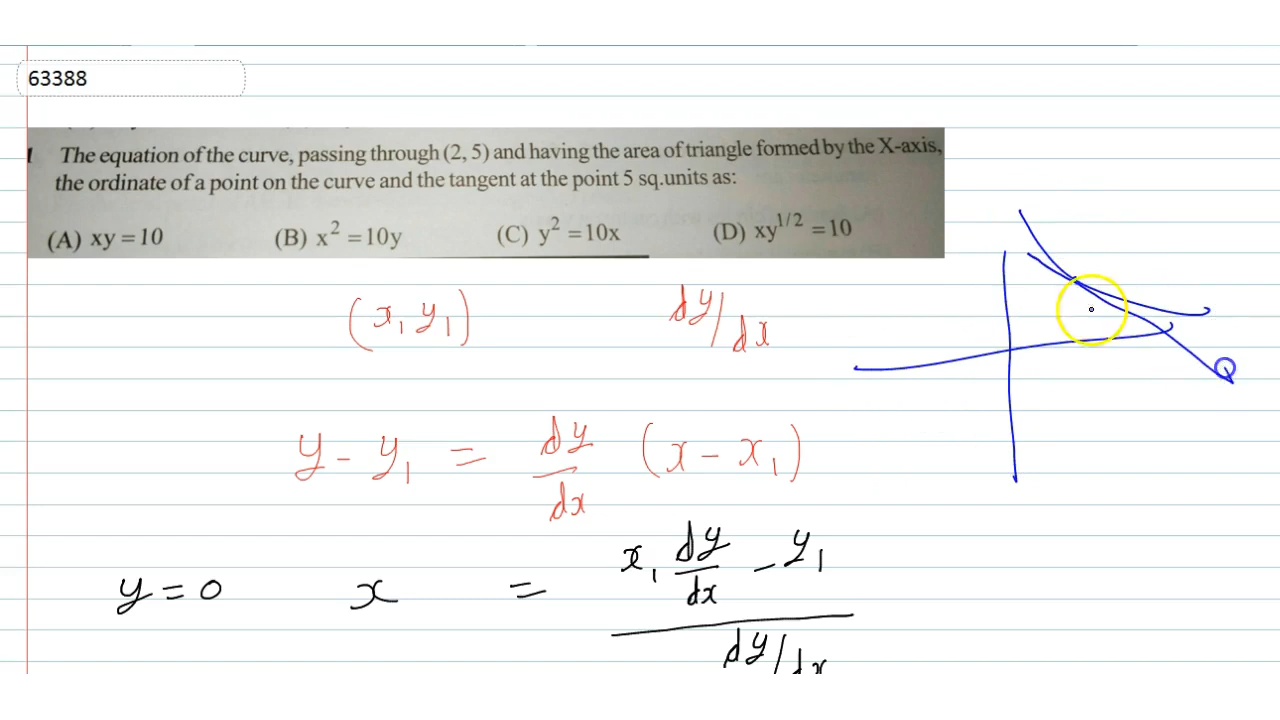 63388
1 The equation of the curve, passing through (2, 5) and having the area of triangle formed by the X-axis,
the ordinate of a point on the curve and the tangent at the point 5 sq.units as:
(A) xy = 10 (B) x² = 10y (C) y² = 10x (D) xy^1/2 = 10
(x₁ y₁) dy/dx
y - y₁ = dy/dx (x - x₁)
y = 0 x = x₁ dy/dx - y₁
dy/dx
Q